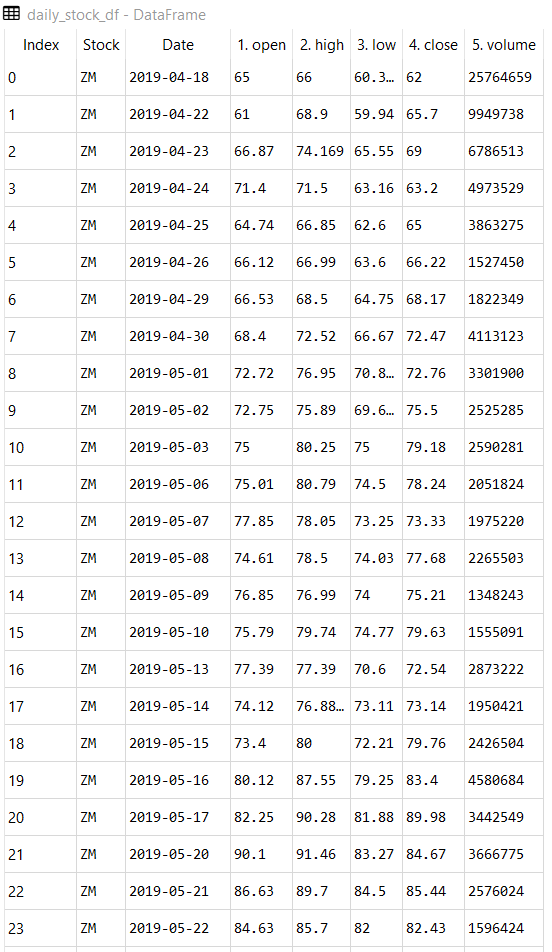 daily_stock_df - DataFrame
Index Stock Date 1. open 2. high 3. low 4. close 5. volume
0 ZM 2019-04-18 65 66 60.3… 62 25764659
1 ZM 2019-04-22 61 68.9 59.94 65.7 9949738
2 ZM 2019-04-23 66.87 74.169 65.55 69 6786513
3 ZM 2019-04-24 71.4 71.5 63.16 63.2 4973529
4 ZM 2019-04-25 64.74 66.85 62.6 65 3863275
5 ZM 2019-04-26 66.12 66.99 63.6 66.22 1527450
6 ZM 2019-04-29 66.53 68.5 64.75 68.17 1822349
7 ZM 2019-04-30 68.4 72.52 66.67 72.47 4113123
8 ZM 2019-05-01 72.72 76.95 70.8… 72.76 3301900
9 ZM 2019-05-02 72.75 75.89 69.6… 75.5 2525285
10 ZM 2019-05-03 75 80.25 75 79.18 2590281
11 ZM 2019-05-06 75.01 80.79 74.5 78.24 2051824
12 ZM 2019-05-07 77.85 78.05 73.25 73.33 1975220
13 ZM 2019-05-08 74.61 78.5 74.03 77.68 2265503
14 ZM 2019-05-09 76.85 76.99 74 75.21 1348243
15 ZM 2019-05-10 75.79 79.74 74.77 79.63 1555091
16 ZM 2019-05-13 77.39 77.39 70.6 72.54 2873222
17 ZM 2019-05-14 74.12 76.88… 73.11 73.14 1950421
18 ZM 2019-05-15 73.4 80 72.21 79.76 2426504
19 ZM 2019-05-16 80.12 87.55 79.25 83.4 4580684
20 ZM 2019-05-17 82.25 90.28 81.88 89.98 3442549
21 ZM 2019-05-20 90.1 91.46 83.27 84.67 3666775
22 ZM 2019-05-21 86.63 89.7 84.5 85.44 2576024
23 ZM 2019-05-22 84.63 85.7 82 82.43 1596424